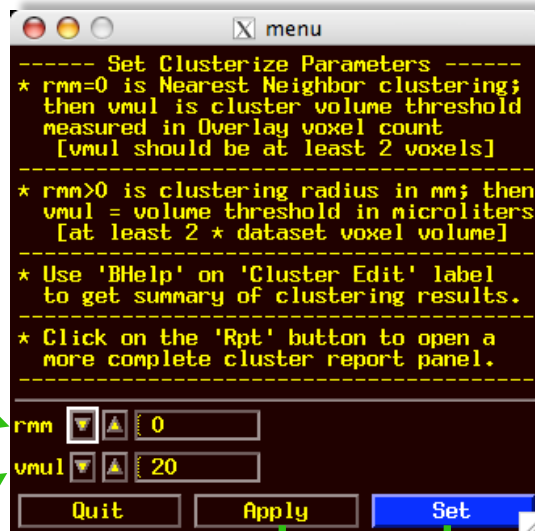 menu
------ Set Clusterize Parameters ------
* rmm=0 is Nearest Neighbor clustering;
then vmul is cluster volume threshold
measured in Overlay voxel count
[vmul should be at least 2 voxels]
* rmm>0 is clustering radius in mm; then
vmul = volume threshold in microliters
[at least 2 * dataset voxel volume]
* Use 'BHelp' on 'Cluster Edit' label
to get summary of clustering results.
* Click on the 'Rpt' button to open a
more complete cluster report panel.
rmm 0
vmul 20
Quit Apply Set